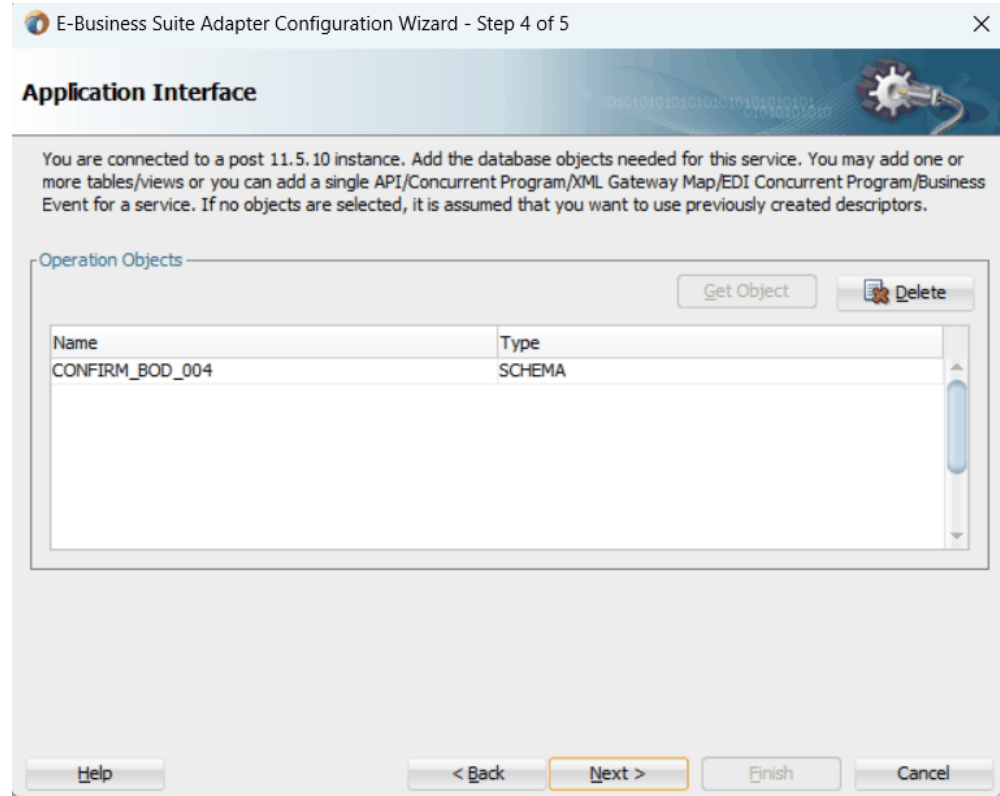 E-Business Suite Adapter Configuration Wizard - Step 4 of 5
Application Interface
You are connected to a post 11.5.10 instance. Add the database objects needed for this service. You may add one or
more tables/views or you can add a single API/Concurrent Program/XML Gateway Map/EDI Concurrent Program/Business
Event for a service. If no objects are selected, it is assumed that you want to use previously created descriptors.
Operation Objects
Get Object Delete
Name Type
CONFIRM_BOD_004 SCHEMA
Help < Back Next > Finish Cancel